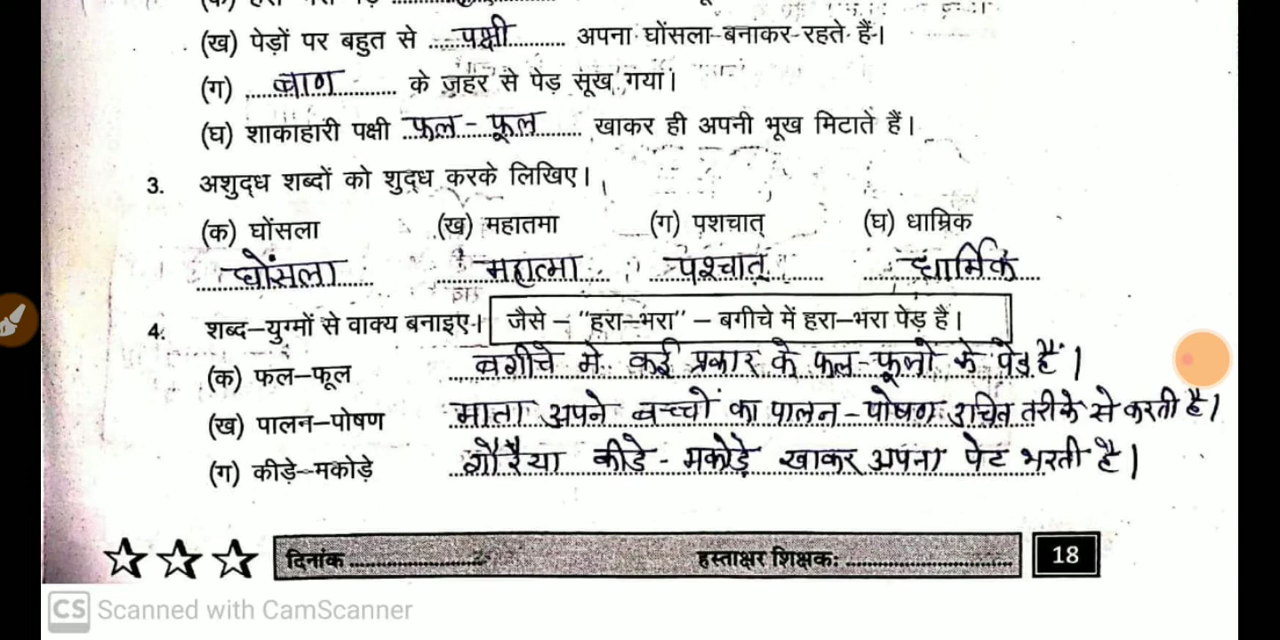 (ख) पेड़ों पर बहुत से ......पक्षी........... अपना घोंसला बनाकर रहते हैं।
(ग) ......बाण............ के ज़हर से पेड़ सूख गया।
(घ) शाकाहारी पक्षी ..फल-फूल...... खाकर ही अपनी भूख मिटाते हैं।
3. अशुद्ध शब्दों को शुद्ध करके लिखिए।
(क) घोंसला (ख) महातमा (ग) पशचात् (घ) धाम्रिक
घोंसला महात्मा पश्चात् धार्मिक
4. शब्द–युग्मों से वाक्य बनाइए। जैसे – "हरा–भरा" – बगीचे में हरा–भरा पेड़ है।
(क) फल–फूल बगीचे मे कई प्रकार के फल-फूलो के पेड़ हैं।
(ख) पालन–पोषण माता अपने बच्चों का पालन-पोषण उचित तरीके से करती है।
(ग) कीड़े–मकोड़े गौरैया कीडे-मकोड़े खाकर अपना पेट भरती है।
दिनांक ........................ हस्ताक्षर शिक्षक: ............................ 18
CS Scanned with CamScanner